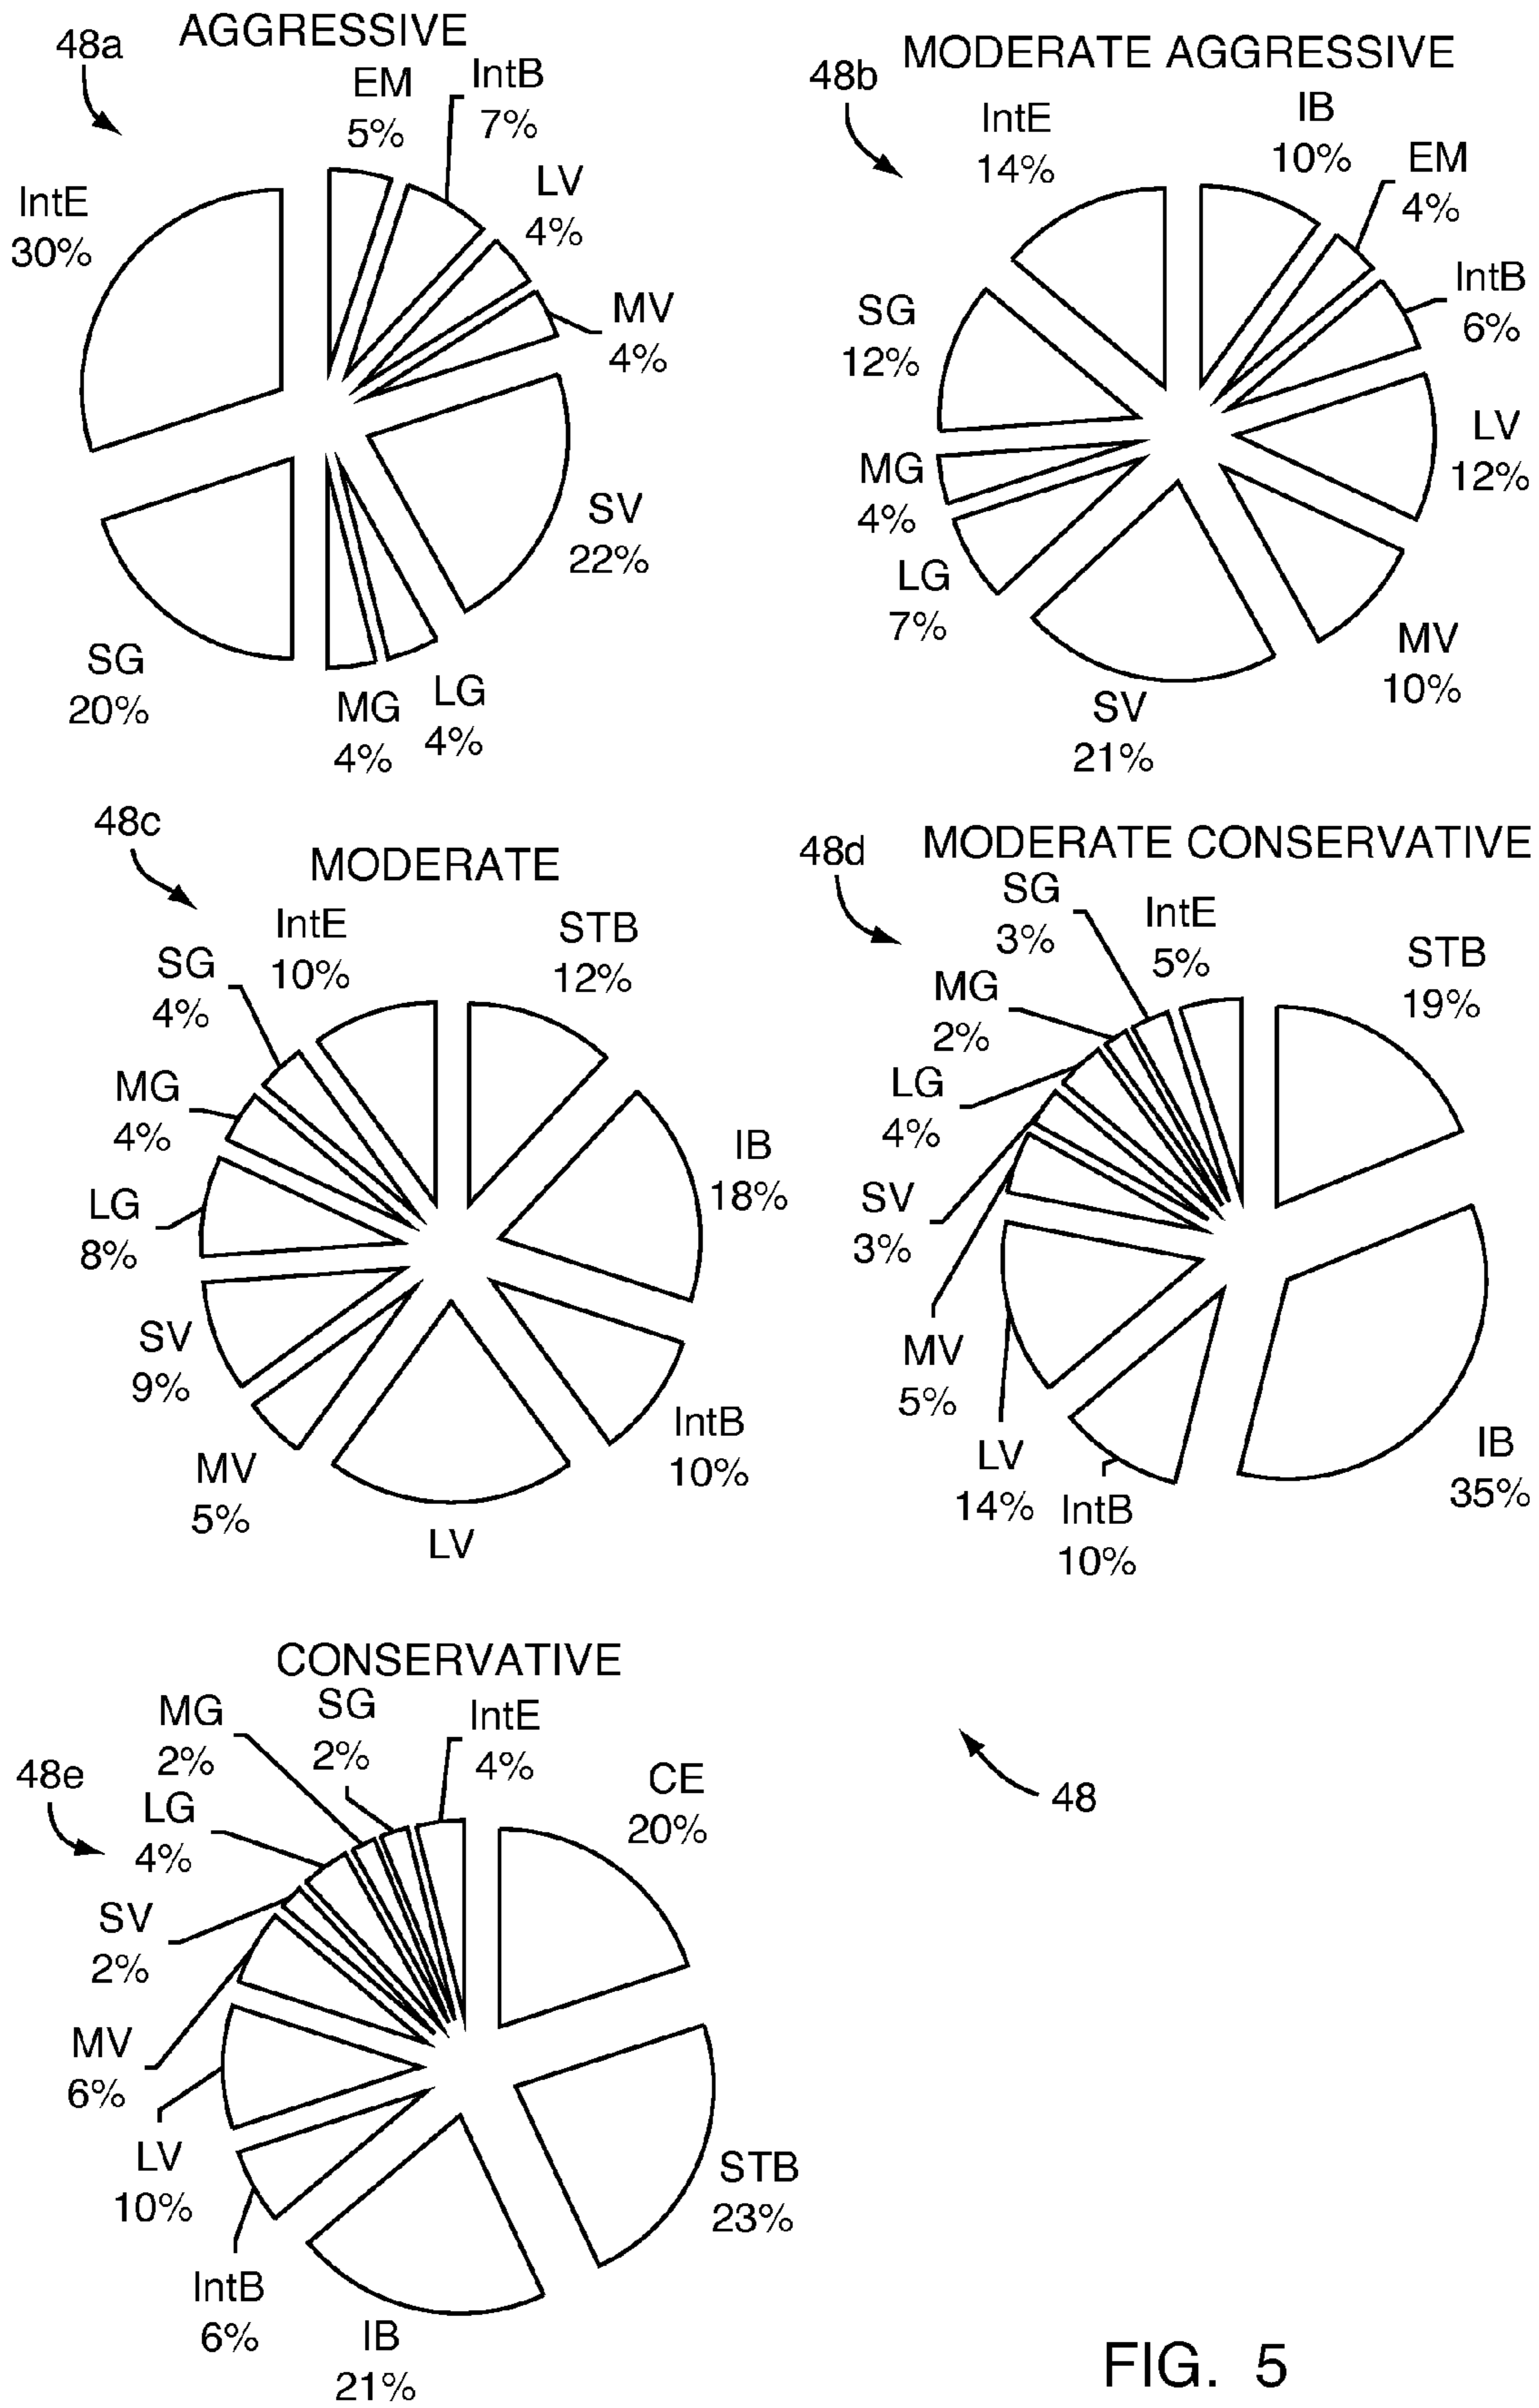 AGGRESSIVE
48a
EM
5%
IntB
7%
LV
4%
MV
4%
SV
22%
LG
4%
MG
4%
SG
20%
IntE
30%
MODERATE AGGRESSIVE
48b
IB
10%
EM
4%
IntB
6%
LV
12%
MV
10%
SV
21%
LG
7%
MG
4%
SG
12%
IntE
14%
48c
MODERATE
STB
12%
IB
18%
IntB
10%
LV
MV
5%
SV
9%
LG
8%
MG
4%
SG
4%
IntE
10%
48d
MODERATE CONSERVATIVE
STB
19%
IB
35%
IntB
10%
LV
14%
MV
5%
SV
3%
LG
4%
MG
2%
SG
3%
IntE
5%
CONSERVATIVE
48e
CE
20%
STB
23%
IB
21%
IntB
6%
LV
10%
MV
6%
SV
2%
LG
4%
MG
2%
SG
2%
IntE
4%
48
FIG. 5